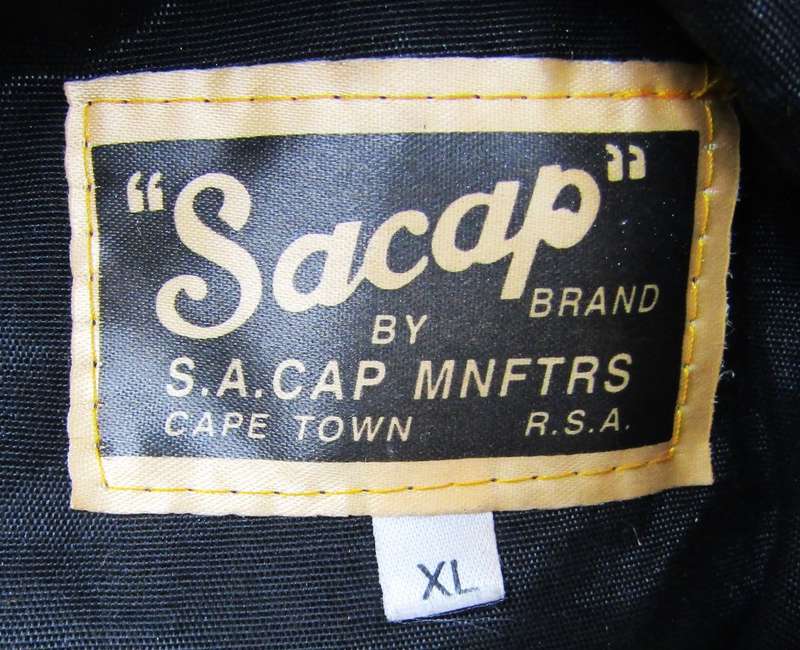 "Sacap"
BRAND
BY
S.A.CAP MNFTRS
CAPE TOWN R.S.A.
XL